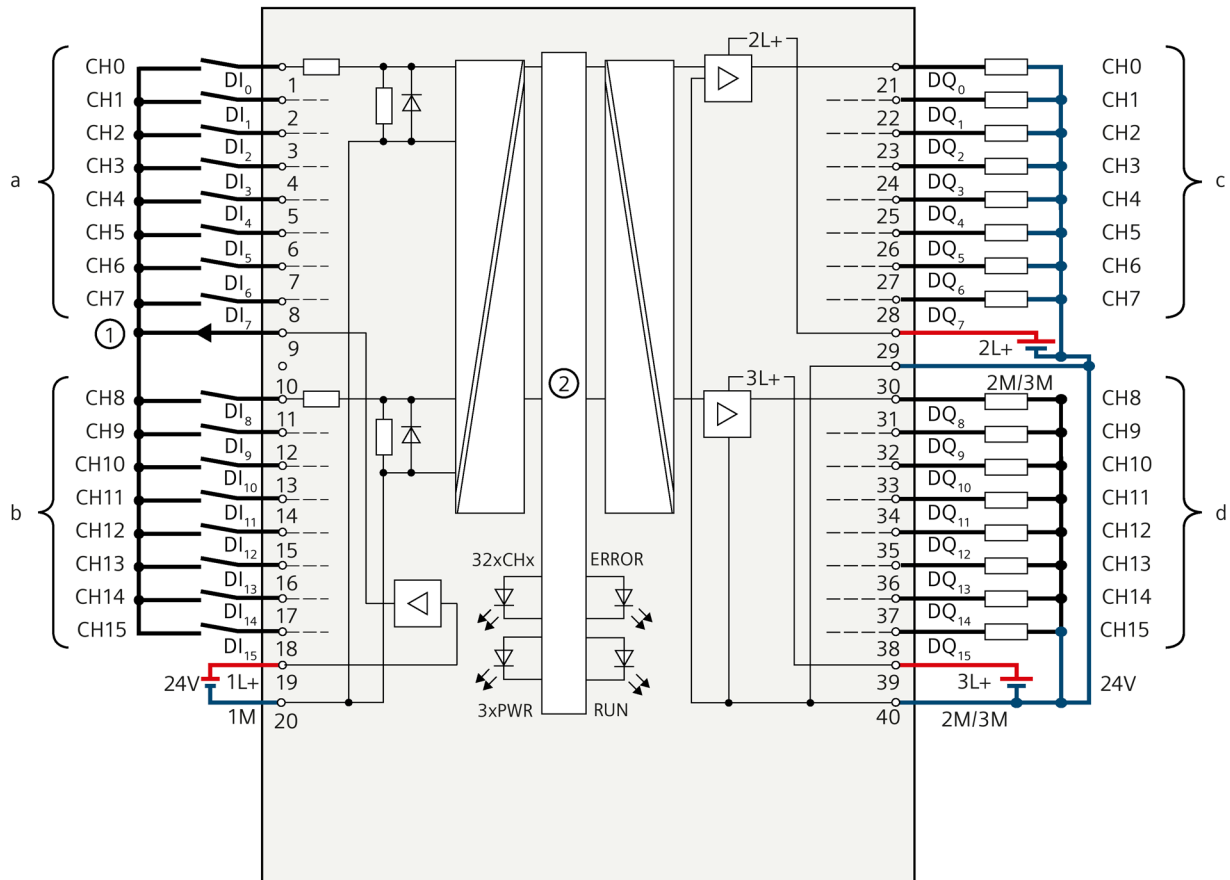 2L+
CH0 DI0 1 21 DQ0 CH0
CH1 DI1 2 22 DQ1 CH1
CH2 DI2 3 23 DQ2 CH2
a CH3 DI3 4 24 DQ3 CH3 c
CH4 DI4 5 25 DQ4 CH4
CH5 DI5 6 26 DQ5 CH5
CH6 DI6 7 27 DQ6 CH6
CH7 DI7 8 28 DQ7 CH7
1 9 29 2L+
2 3L+ 2M/3M
CH8 DI8 10 30 DQ8 CH8
CH9 DI9 11 31 DQ9 CH9
CH10 DI10 12 32 DQ10 CH10
CH11 DI11 13 33 DQ11 CH11
b d
CH12 DI12 14 34 DQ12 CH12
CH13 DI13 15 35 DQ13 CH13
32xCHx ERROR
CH14 DI14 16 36 DQ14 CH14
CH15 DI15 17 37 DQ15 CH15
18 38
24V 1L+ 19 39 3L+ 24V
3xPWR RUN
1M 20 40 2M/3M